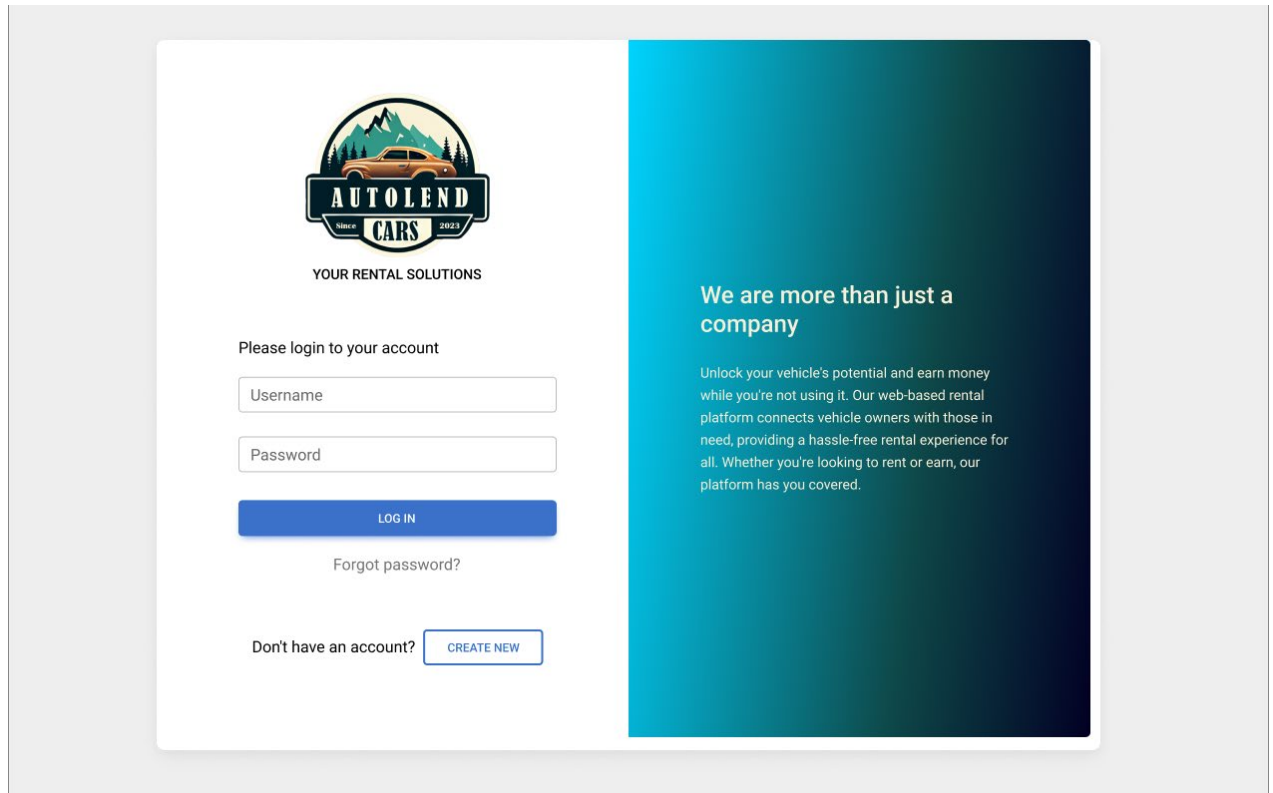 AUTOLEND
Since CARS 2023
YOUR RENTAL SOLUTIONS
Please login to your account
Username
Password
LOG IN
Forgot password?
Don't have an account? CREATE NEW
We are more than just a
company
Unlock your vehicle's potential and earn money
while you're not using it. Our web-based rental
platform connects vehicle owners with those in
need, providing a hassle-free rental experience for
all. Whether you're looking to rent or earn, our
platform has you covered.